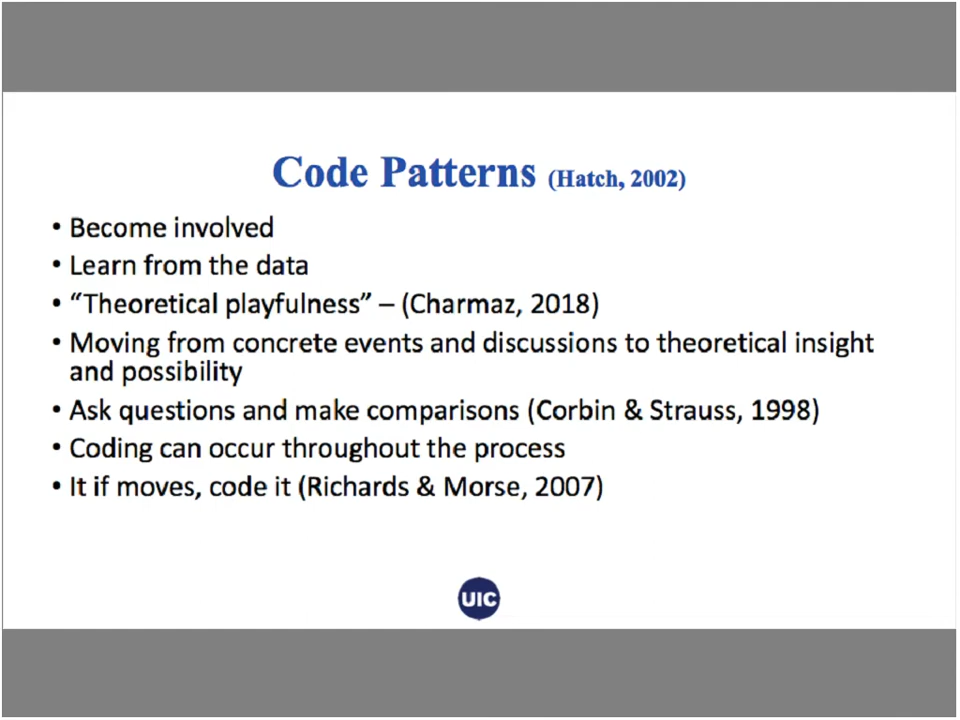 Code Patterns (Hatch, 2002)
• Become involved
• Learn from the data
• “Theoretical playfulness” – (Charmaz, 2018)
• Moving from concrete events and discussions to theoretical insight
and possibility
• Ask questions and make comparisons (Corbin & Strauss, 1998)
• Coding can occur throughout the process
• It if moves, code it (Richards & Morse, 2007)
UIC